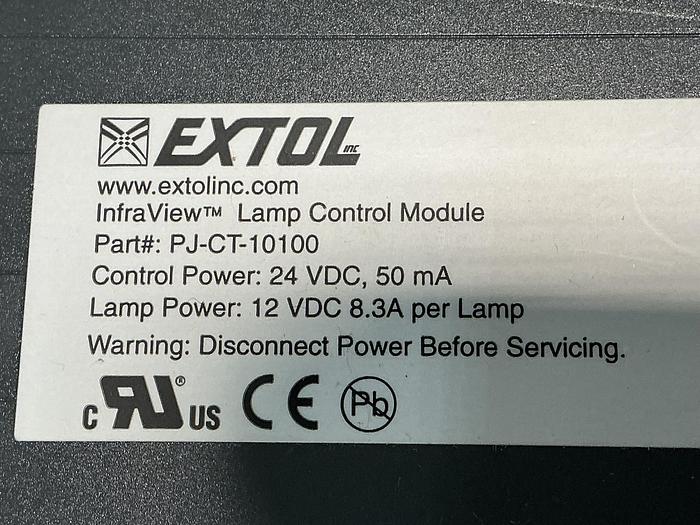 EXTOL INC
www.extolinc.com
InfraView™ Lamp Control Module
Part#: PJ-CT-10100
Control Power: 24 VDC, 50 mA
Lamp Power: 12 VDC 8.3A per Lamp
Warning: Disconnect Power Before Servicing.
c RU® US CE Pb